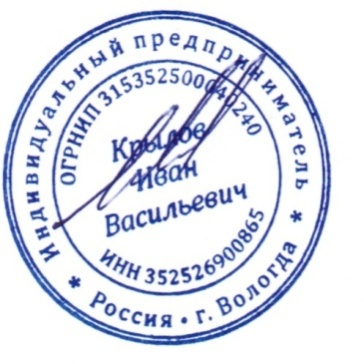 Индивидуальный предприниматель
* Россия • г. Вологда *
ОГРНИП
Крылов
Иван
Васильевич
ИНН 352526900865